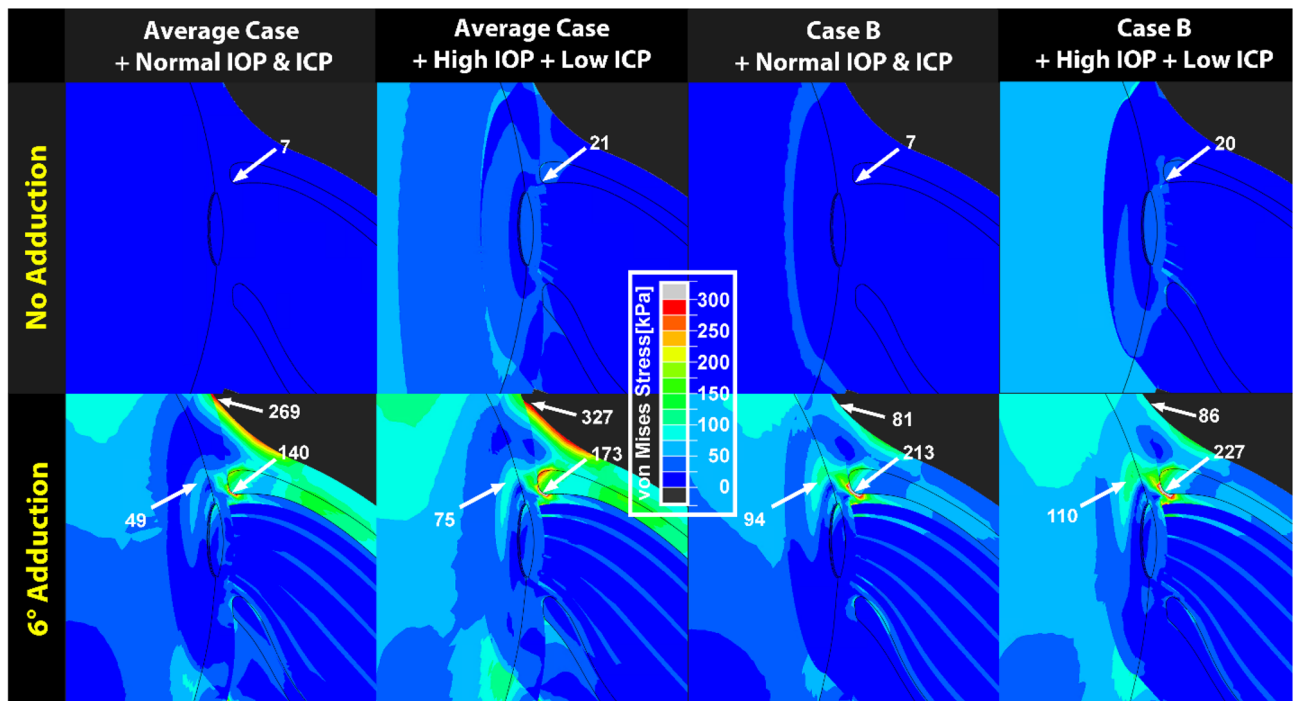 Average Case
+ Normal IOP & ICP
Average Case
+ High IOP + Low ICP
Case B
+ Normal IOP & ICP
Case B
+ High IOP + Low ICP
No Adduction
7
21
7
20
von Mises Stress[kPa]
300
250
200
150
100
50
0
6° Adduction
269
140
49
327
173
75
81
213
94
86
227
110